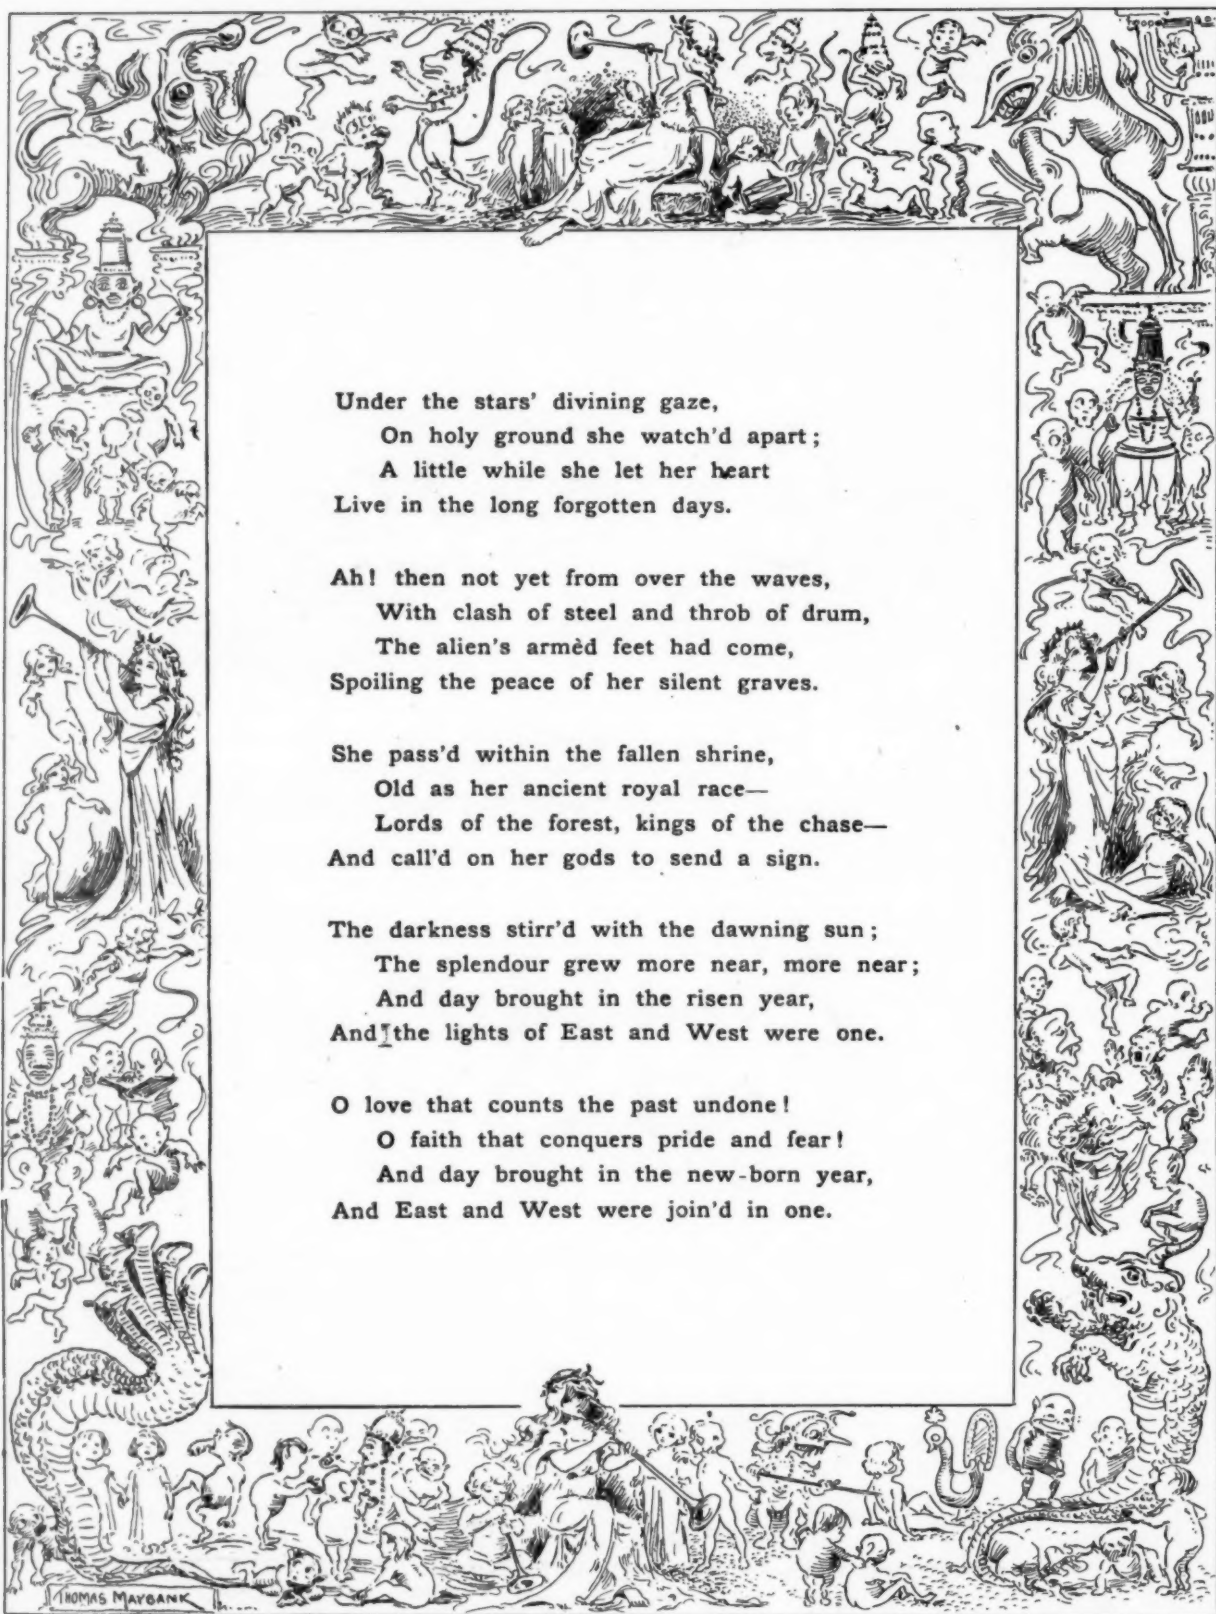 Under the stars' divining gaze,
On holy ground she watch'd apart;
A little while she let her heart
Live in the long forgotten days.
Ah! then not yet from over the waves,
With clash of steel and throb of drum,
The alien's armèd feet had come,
Spoiling the peace of her silent graves.
She pass'd within the fallen shrine,
Old as her ancient royal race—
Lords of the forest, kings of the chase—
And call'd on her gods to send a sign.
The darkness stirr'd with the dawning sun;
The splendour grew more near, more near;
And day brought in the risen year,
And the lights of East and West were one.
O love that counts the past undone!
O faith that conquers pride and fear!
And day brought in the new-born year,
And East and West were join'd in one.
THOMAS MAYBANK